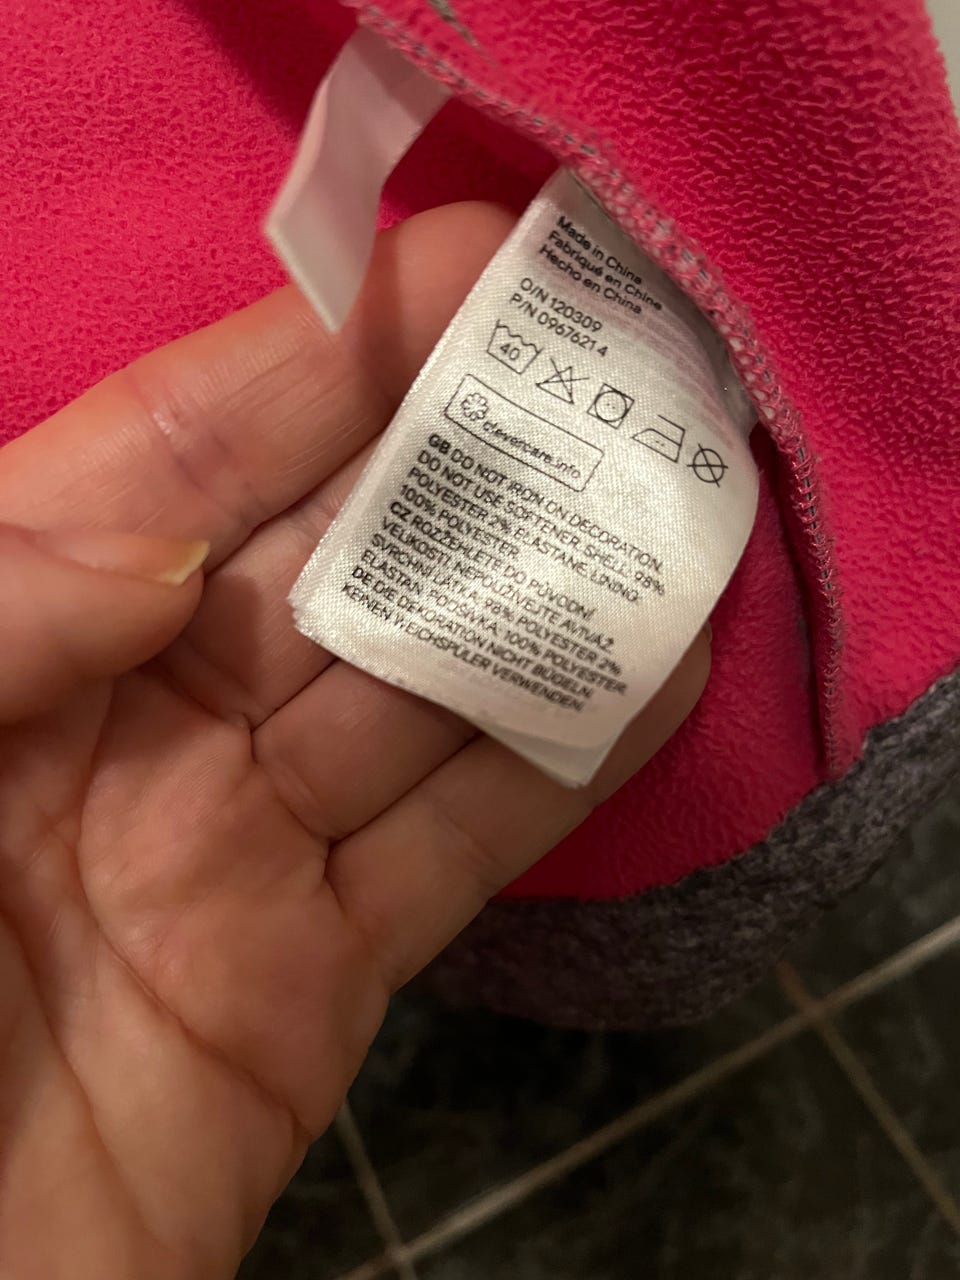 Made in China
Fabriqué en Chine
Hecho en China
O/N 120309
P/N 0967621 4
40
clevercare.info
GB DO NOT IRON ON DECORATION.
DO NOT USE SOFTENER. SHELL: 98%
POLYESTER 2% ELASTANE. LINING:
100% POLYESTER
CZ ROZŽEHLETE DO PŮVODNÍ
VELIKOSTI. NEPOUŽÍVEJTE AVIVÁŽ.
SVRCHNÍ LÁTKA: 98% POLYESTER 2%
ELASTAN. PODŠÍVKA: 100% POLYESTER
DE DIE DEKORATION NICHT BÜGELN.
KEINEN WEICHSPÜLER VERWENDEN.